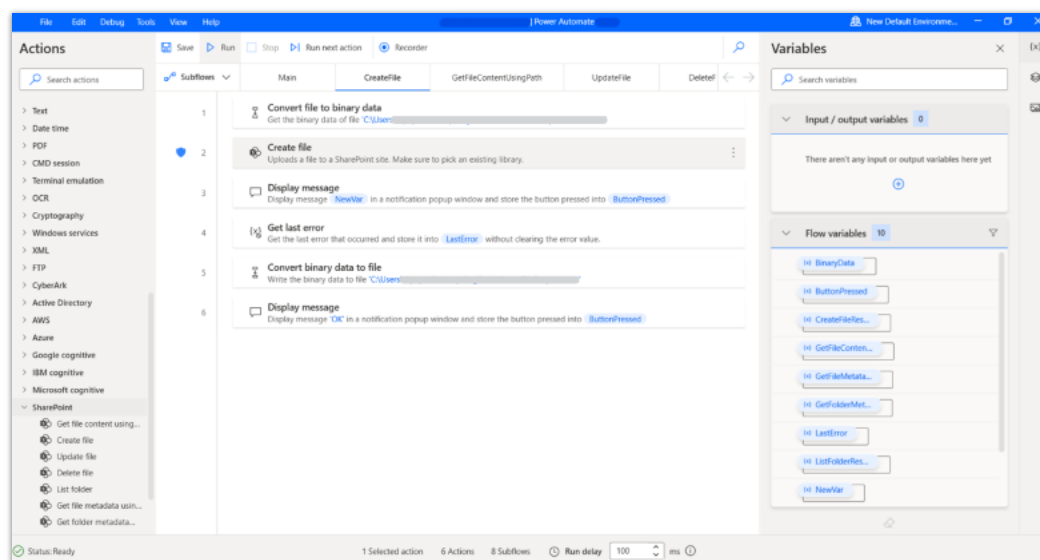 File Edit Debug Tools View Help
| Power Automate
New Default Environme...
Actions
Search actions
Text
Date time
PDF
CMD session
Terminal emulation
OCR
Cryptography
Windows services
XML
FTP
CyberArk
Active Directory
AWS
Azure
Google cognitive
IBM cognitive
Microsoft cognitive
SharePoint
Get file content using...
Create file
Update file
Delete file
List folder
Get file metadata usin...
Get folder metadata...
Save Run Stop Run next action Recorder
Subflows Main CreateFile GetFileContentUsingPath UpdateFile DeleteF
1 Convert file to binary data
Get the binary data of file 'C:\Users
2 Create file
Uploads a file to a SharePoint site. Make sure to pick an existing library.
3 Display message
Display message NewVar in a notification popup window and store the button pressed into ButtonPressed
4 Get last error
Get the last error that occurred and store it into LastError without clearing the error value.
5 Convert binary data to file
Write the binary data to file 'C:\Users '
6 Display message
Display message 'OK' in a notification popup window and store the button pressed into ButtonPressed
Variables
Search variables
Input / output variables 0
There aren't any input or output variables here yet
Flow variables 10
BinaryData
ButtonPressed
CreateFileRes...
GetFileConten...
GetFileMetata...
GetFolderMet...
LastError
ListFolderRes...
NewVar
Status: Ready 1 Selected action 6 Actions 8 Subflows Run delay 100 ms